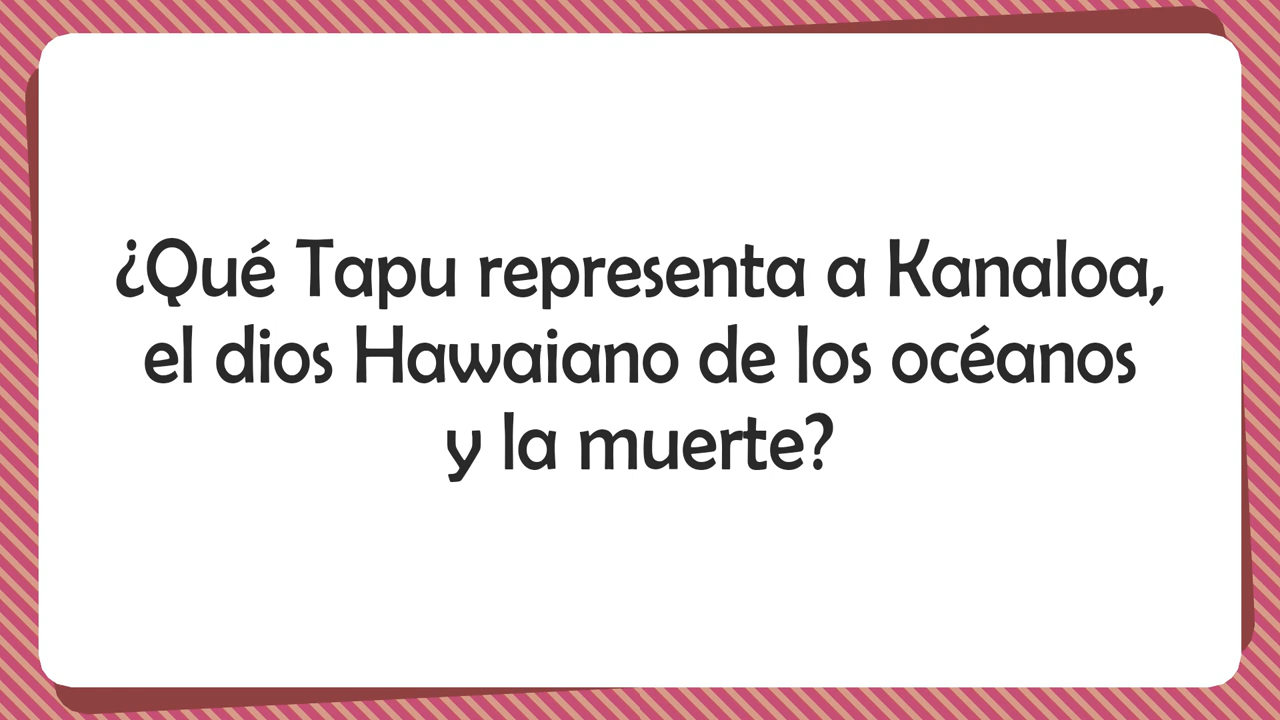 ¿Qué Tapu representa a Kanaloa,
el dios Hawaiano de los océanos
y la muerte?